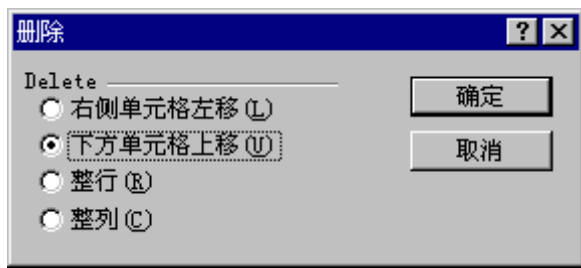 删除
Delete
右侧单元格左移(L)
下方单元格上移(U)
整行(R)
整列(C)
确定
取消